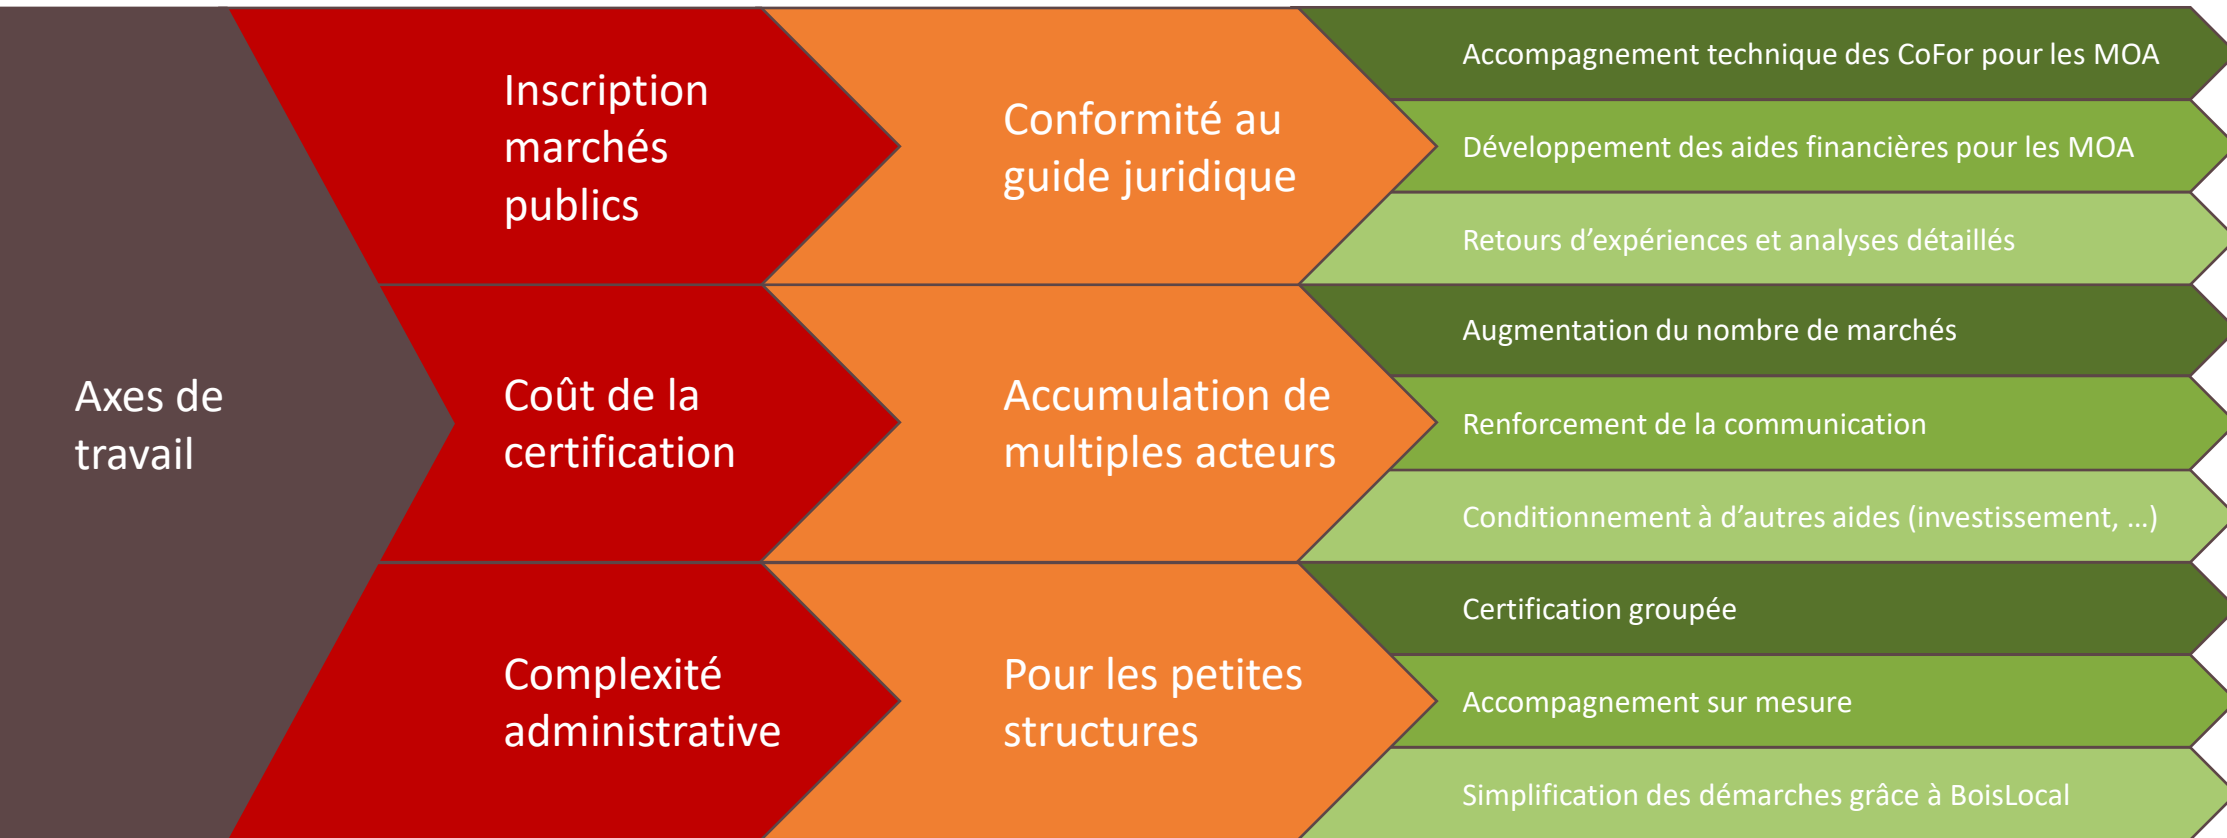 Axes de
travail
Inscription
marchés
publics
Conformité au
guide juridique
Accompagnement technique des CoFor pour les MOA
Développement des aides financières pour les MOA
Retours d’expériences et analyses détaillés
Coût de la
certification
Accumulation de
multiples acteurs
Augmentation du nombre de marchés
Renforcement de la communication
Conditionnement à d’autres aides (investissement, …)
Complexité
administrative
Pour les petites
structures
Certification groupée
Accompagnement sur mesure
Simplification des démarches grâce à BoisLocal